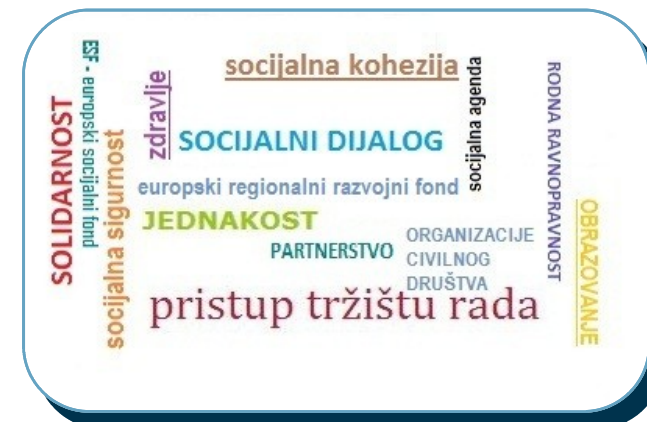 SOLIDARNOST
ESF - europski socijalni fond
socijalna sigurnost
zdravlje
socijalna kohezija
SOCIJALNI DIJALOG
europski regionalni razvojni fond
JEDNAKOST
PARTNERSTVO
ORGANIZACIJE
CIVILNOG
DRUŠTVA
pristup tržištu rada
socijalna agenda
RODNA RAVNOPRAVNOST
OBRAZOVANJE